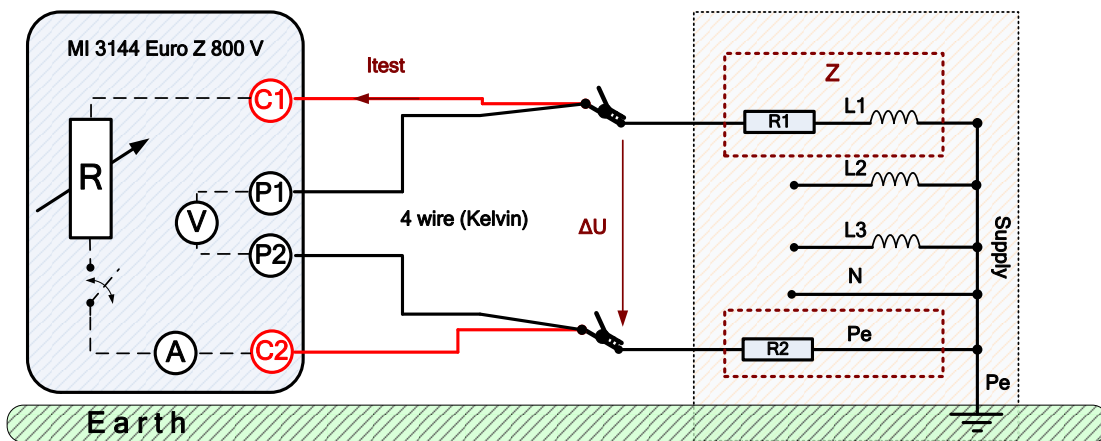 MI 3144 Euro Z 800 V
Itest
C1
R
P1
V
P2
A
C2
4 wire (Kelvin)
ΔU
Z
R1
L1
L2
L3
N
R2
Pe
Supply
Pe
Earth